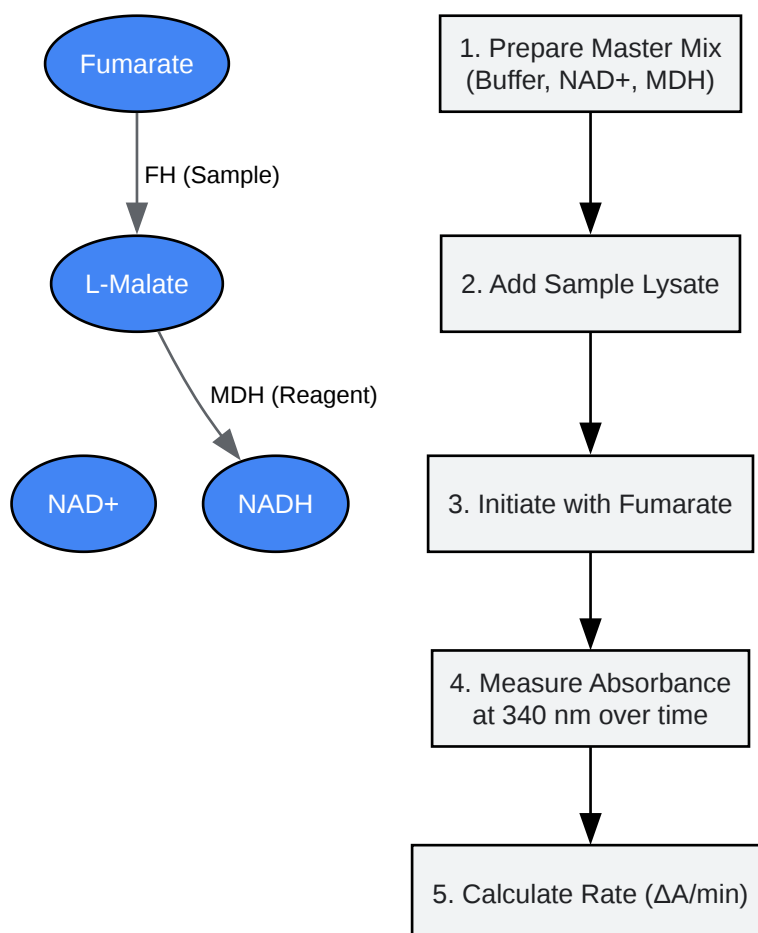 Fumarate
FH (Sample)
L-Malate
MDH (Reagent)
NAD+
NADH
1. Prepare Master Mix
(Buffer, NAD+, MDH)
2. Add Sample Lysate
3. Initiate with Fumarate
4. Measure Absorbance
at 340 nm over time
5. Calculate Rate (ΔA/min)